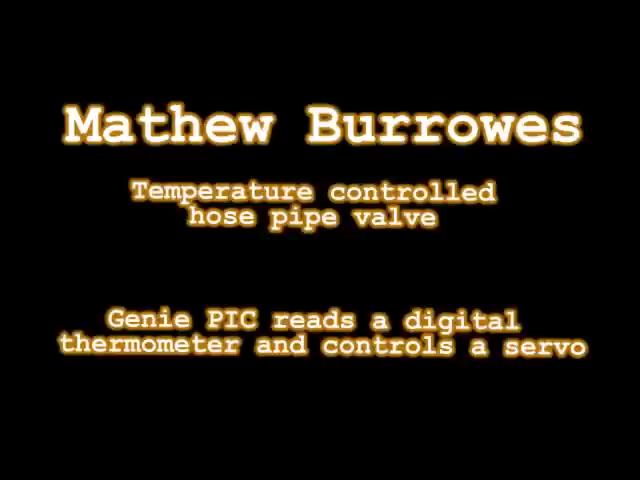 Mathew Burrowes
Temperature controlled
hose pipe valve
Genie PIC reads a digital
thermometer and controls a servo